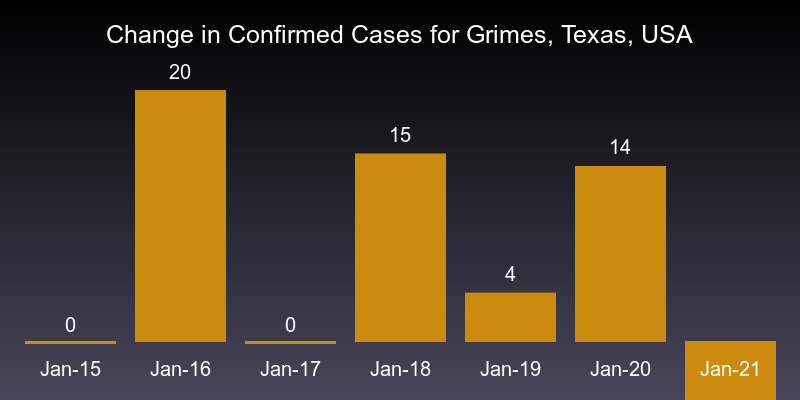 Change in Confirmed Cases for Grimes, Texas, USA
20
15
14
4
0
0
Jan-15
Jan-16
Jan-17
Jan-18
Jan-19
Jan-20
Jan-21